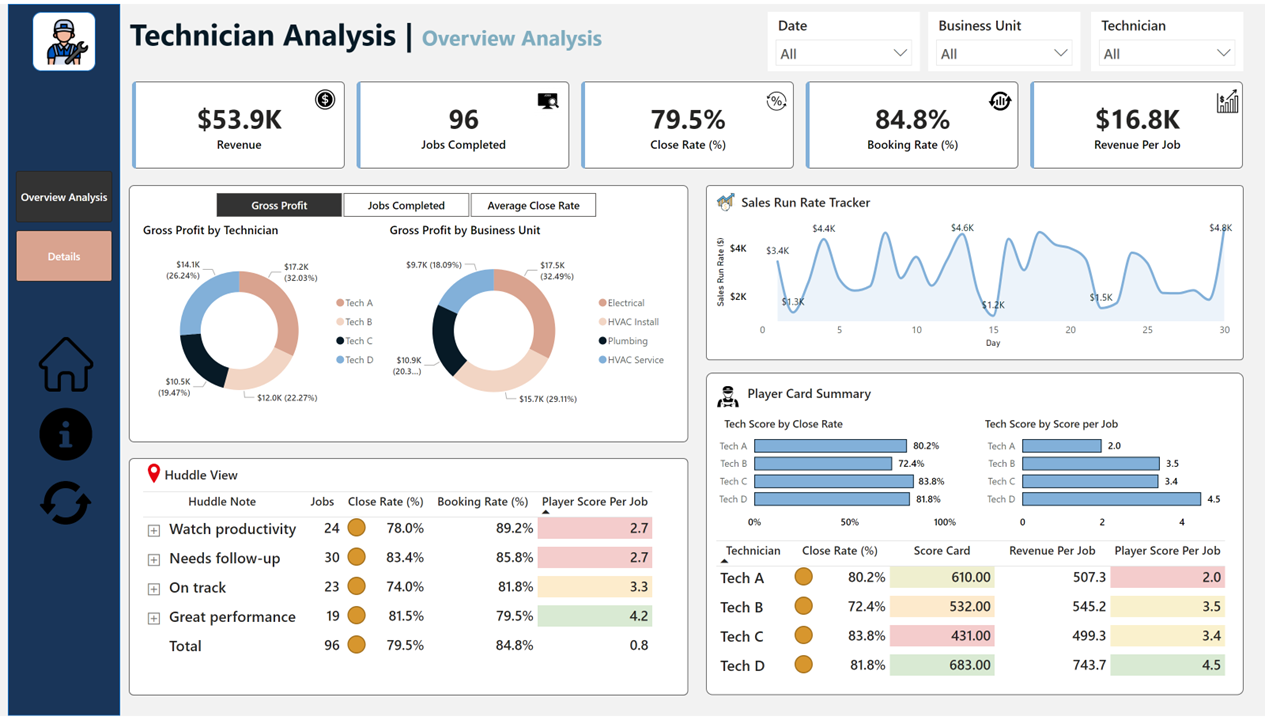 Technician Analysis | Overview Analysis
Date
All
Business Unit
All
Technician
All
$53.9K
Revenue
96
Jobs Completed
79.5%
Close Rate (%)
84.8%
Booking Rate (%)
$16.8K
Revenue Per Job
Overview Analysis
Details
Gross Profit
Jobs Completed
Average Close Rate
Gross Profit by Technician
$14.1K
(26.24%)
$17.2K
(32.03%)
$10.5K
(19.47%)
$12.0K (22.27%)
Tech A
Tech B
Tech C
Tech D
Gross Profit by Business Unit
$9.7K (18.09%)
$17.5K
(32.49%)
$10.9K
(20.3...)
$15.7K (29.11%)
Electrical
HVAC Install
Plumbing
HVAC Service
Sales Run Rate Tracker
Sales Run Rate ($)
$4K
$2K
$3.4K
$1.3K
$4.4K
$4.6K
$1.2K
$1.5K
$4.8K
0 5 10 15 20 25 30
Day
Huddle View
Huddle Note Jobs Close Rate (%) Booking Rate (%) Player Score Per Job
Watch productivity 24 78.0% 89.2% 2.7
Needs follow-up 30 83.4% 85.8% 2.7
On track 23 74.0% 81.8% 3.3
Great performance 19 81.5% 79.5% 4.2
Total 96 79.5% 84.8% 0.8
Player Card Summary
Tech Score by Close Rate
Tech A 80.2%
Tech B 72.4%
Tech C 83.8%
Tech D 81.8%
0% 50% 100%
Tech Score by Score per Job
Tech A 2.0
Tech B 3.5
Tech C 3.4
Tech D 4.5
0 2 4
Technician Close Rate (%) Score Card Revenue Per Job Player Score Per Job
Tech A 80.2% 610.00 507.3 2.0
Tech B 72.4% 532.00 545.2 3.5
Tech C 83.8% 431.00 499.3 3.4
Tech D 81.8% 683.00 743.7 4.5